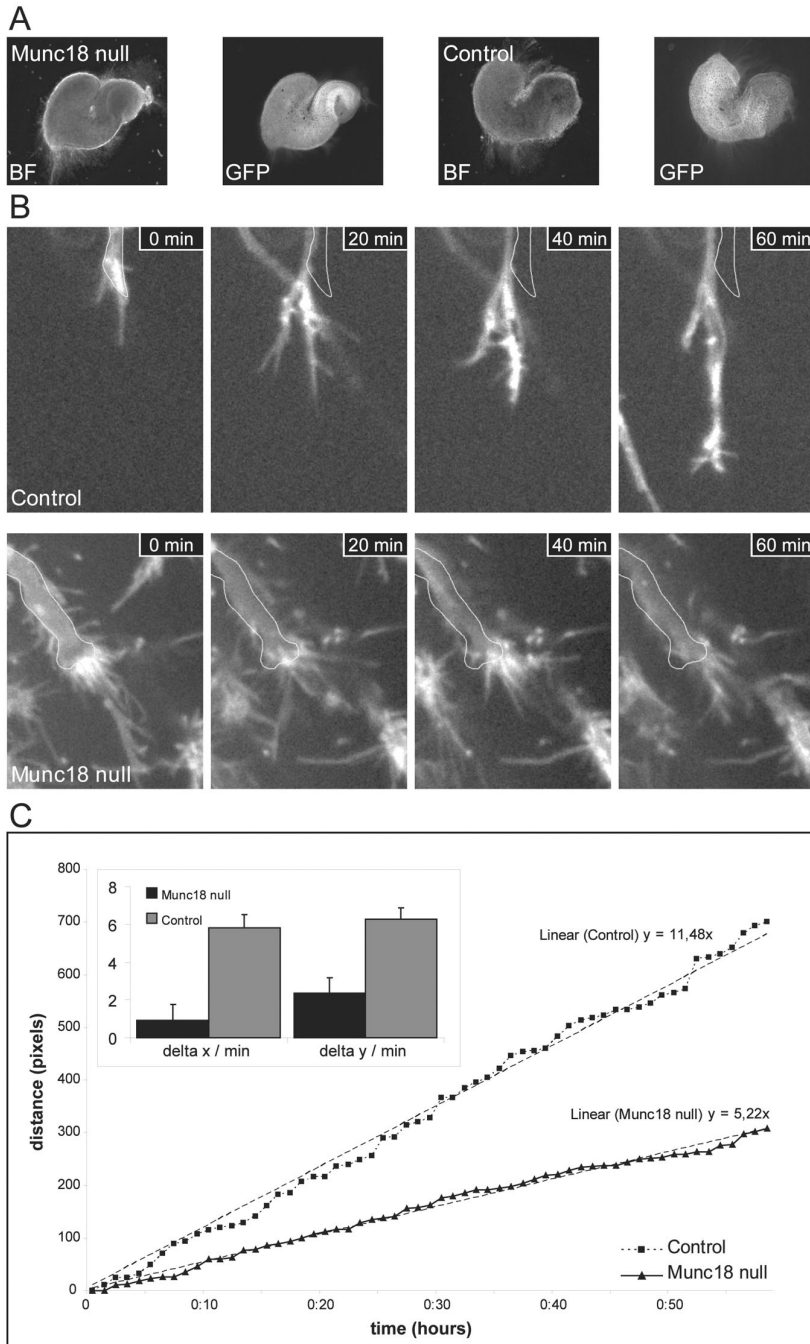 A
Munc18 null
BF
GFP
Control
BF
GFP
B
0 min
20 min
40 min
60 min
Control
0 min
20 min
40 min
60 min
Munc18 null
C
800
700
600
500
400
300
200
100
0
distance (pixels)
8
6
4
2
0
Munc18 null
Control
delta x / min
delta y / min
Linear (Control) y = 11,48x
Linear (Munc18 null) y = 5,22x
Control
Munc18 null
0
0:10
0:20
0:30
0:40
0:50
time (hours)